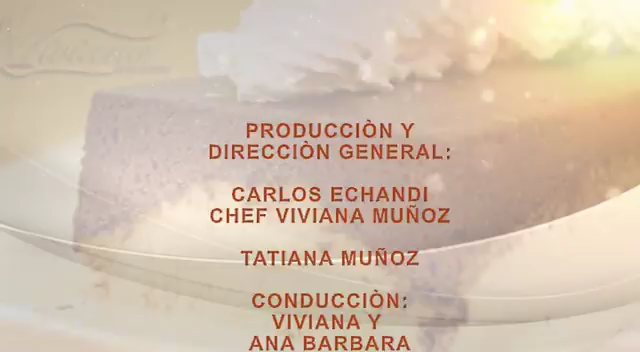 PRODUCCIÒN Y
DIRECCIÒN GENERAL:
CARLOS ECHANDI
CHEF VIVIANA MUÑOZ
TATIANA MUÑOZ
CONDUCCIÒN:
VIVIANA Y
ANA BARBARA